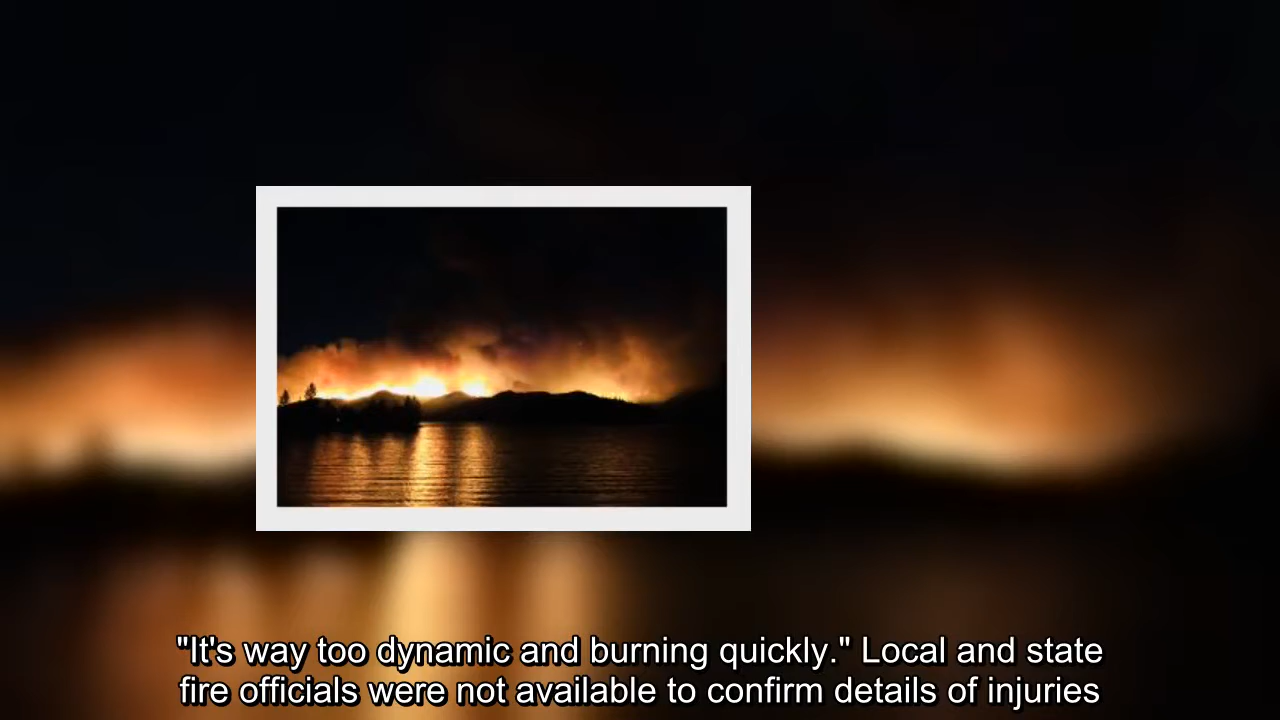 "It's way too dynamic and burning quickly." Local and state
fire officials were not available to confirm details of injuries